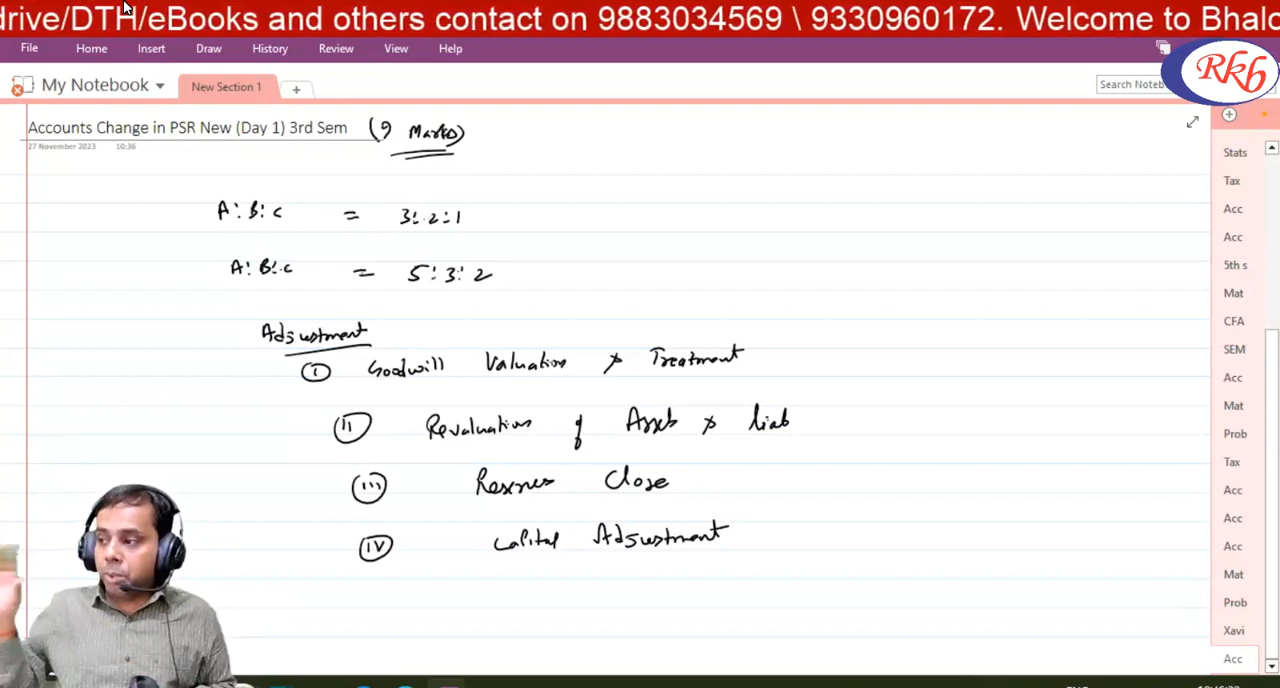 drive/DTH/eBooks and others contact on 9883034569 \ 9330960172. Welcome to Bhalo
File Home Insert Draw History Review View Help
Rkb
My Notebook New Section 1 + Search Noteb
Accounts Change in PSR New (Day 1) 3rd Sem (9 Marks)
27 November 2023 10:36
A:B:C = 3:2:1
A:B:C = 5:3:2
Adjustment
(i) Goodwill Valuation & Treatment
(ii) Revaluation of Asset & liab
(iii) Reserves Close
(iv) Capital Adjustment
Stats
Tax
Acc
Acc
5th s
Mat
CFA
SEM
Acc
Mat
Prob
Tax
Acc
Acc
Acc
Mat
Prob
Xavi
Acc